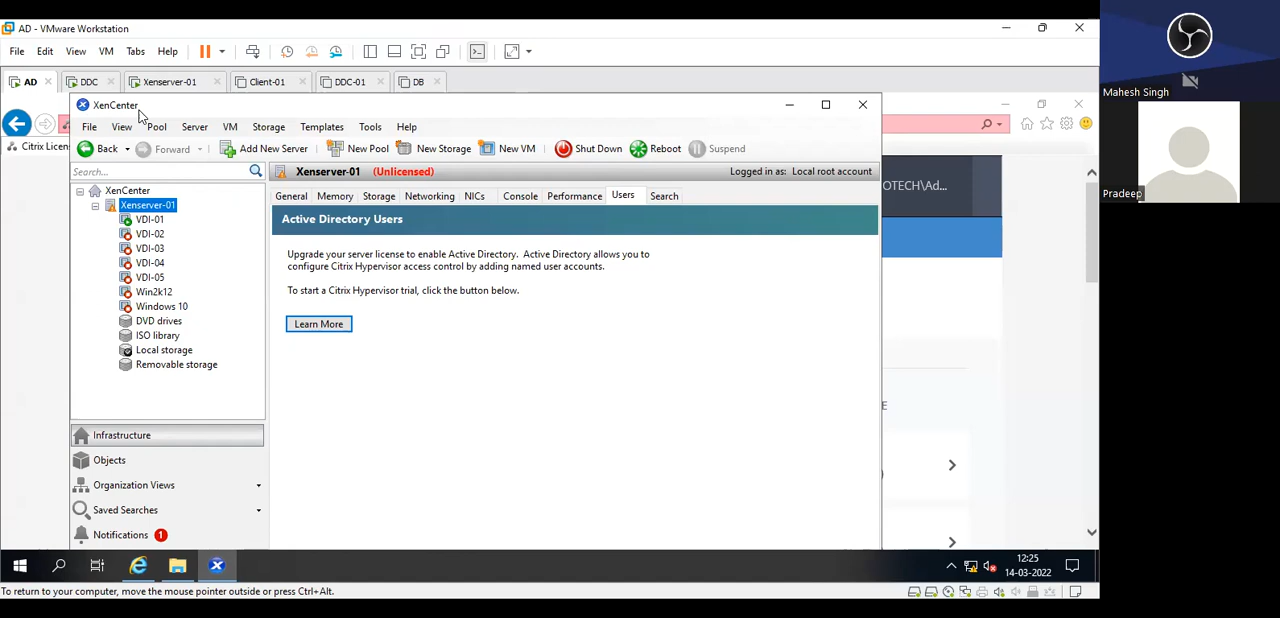 AD - VMware Workstation
File Edit View VM Tabs Help
AD DDC Xenserver-01 Client-01 DDC-01 DB
XenCenter
Citrix Licen
File View Pool Server VM Storage Templates Tools Help
Back Forward Add New Server New Pool New Storage New VM Shut Down Reboot Suspend
Search... Xenserver-01 (Unlicensed) Logged in as: Local root account
OTECH\Ad...
XenCenter
Xenserver-01
VDI-01
VDI-02
VDI-03
VDI-04
VDI-05
Win2k12
Windows 10
DVD drives
ISO library
Local storage
Removable storage
General Memory Storage Networking NICs Console Performance Users Search
Active Directory Users
Upgrade your server license to enable Active Directory. Active Directory allows you to
configure Citrix Hypervisor access control by adding named user accounts.
To start a Citrix Hypervisor trial, click the button below.
Learn More
E
)
Infrastructure
Objects
Organization Views
Saved Searches
Notifications 1
12:25
14-03-2022
To return to your computer, move the mouse pointer outside or press Ctrl+Alt.
Mahesh Singh
Pradeep